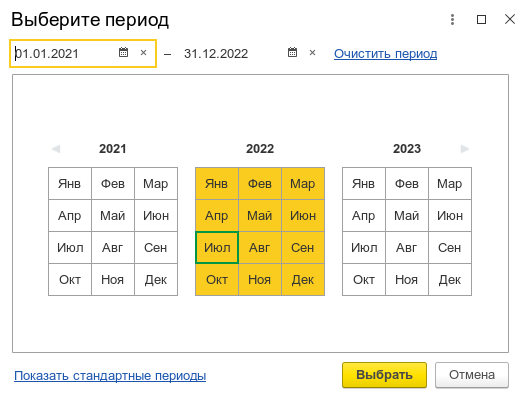 Выберите период
01.01.2021 × – 31.12.2022 × Очистить период
2021 2022 2023
Янв Фев Мар Янв Фев Мар Янв Фев Мар
Апр Май Июн Апр Май Июн Апр Май Июн
Июл Авг Сен Июл Авг Сен Июл Авг Сен
Окт Ноя Дек Окт Ноя Дек Окт Ноя Дек
Показать стандартные периоды Выбрать Отмена